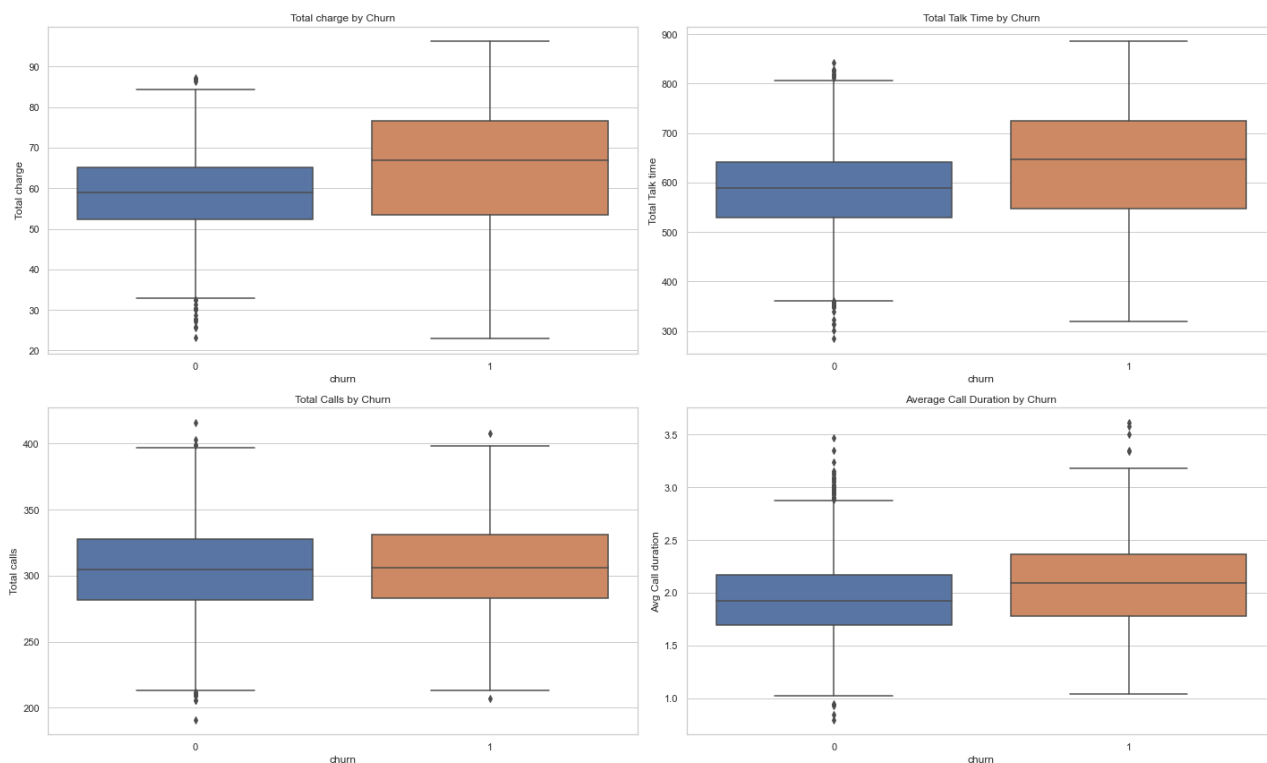 Total charge by Churn
Total charge
90
80
70
60
50
40
30
20
0
1
churn
Total Talk Time by Churn
Total Talk time
900
800
700
600
500
400
300
0
1
churn
Total Calls by Churn
Total calls
400
350
300
250
200
0
1
churn
Average Call Duration by Churn
Avg Call duration
3.5
3.0
2.5
2.0
1.5
1.0
0
1
churn